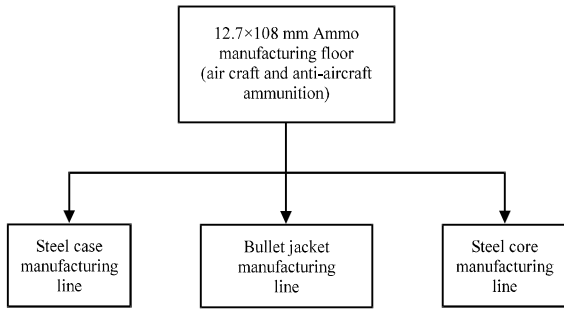 12.7×108 mm Ammo
manufacturing floor
(air craft and anti-aircraft
ammunition)
Steel case
manufacturing
line
Bullet jacket
manufacturing
line
Steel core
manufacturing
line